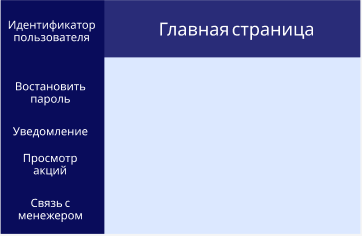 Идентификатор
пользователя
Главная страница
Востановить
пароль
Уведомление
Просмотр
акций
Связь с
менежером